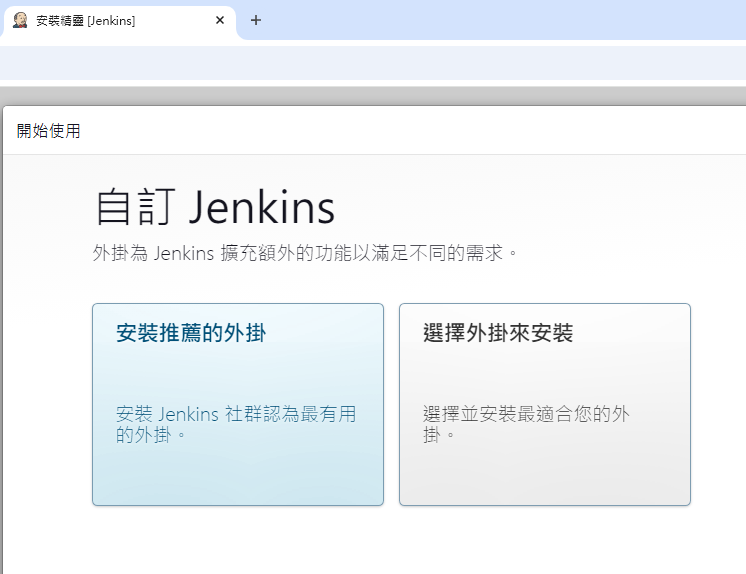 安裝精靈 [Jenkins]
開始使用
自訂 Jenkins
外掛為 Jenkins 擴充額外的功能以滿足不同的需求。
安裝推薦的外掛
安裝 Jenkins 社群認為最有用
的外掛。
選擇外掛來安裝
選擇並安裝最適合您的外
掛。